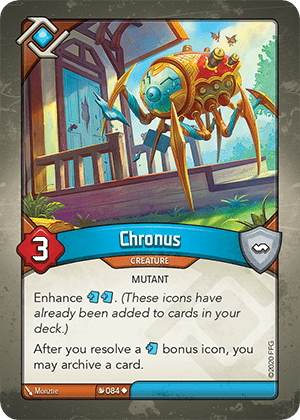 Chronus
3
CREATURE
MUTANT
Enhance . (These icons have
already been added to cards in your
deck.)
After you resolve a bonus icon, you
may archive a card.
Monztre
084
©2020 FFG